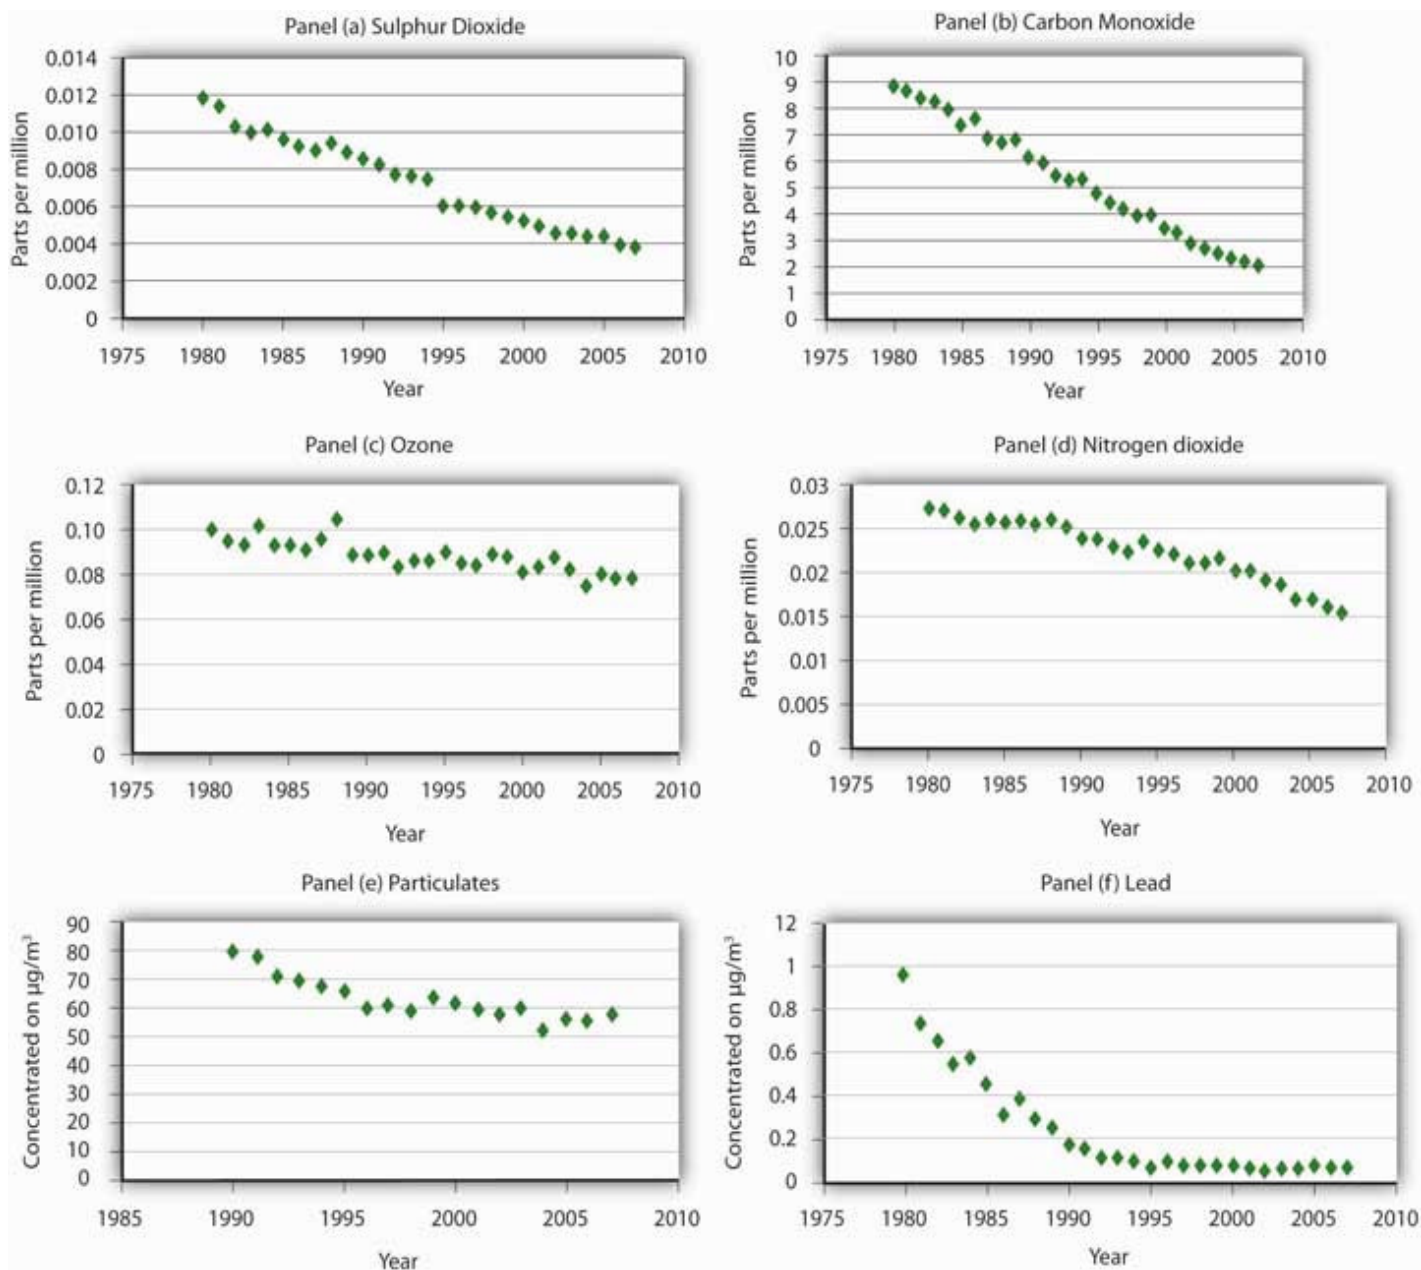 Panel (a) Sulphur Dioxide
0.014
0.012
0.010
0.008
0.006
0.004
0.002
0
Parts per million
1975 1980 1985 1990 1995 2000 2005 2010
Year
Panel (b) Carbon Monoxide
10
9
8
7
6
5
4
3
2
1
0
Parts per million
1975 1980 1985 1990 1995 2000 2005 2010
Year
Panel (c) Ozone
0.12
0.10
0.08
0.06
0.04
0.02
0
Parts per million
1975 1980 1985 1990 1995 2000 2005 2010
Year
Panel (d) Nitrogen dioxide
0.03
0.025
0.02
0.015
0.01
0.005
0
Parts per million
1975 1980 1985 1990 1995 2000 2005 2010
Year
Panel (e) Particulates
90
80
70
60
50
40
30
20
10
0
Concentrated on µg/m³
1985 1990 1995 2000 2005 2010
Year
Panel (f) Lead
12
1
0.8
0.6
0.4
0.2
0
Concentrated on µg/m³
1975 1980 1985 1990 1995 2000 2005 2010
Year